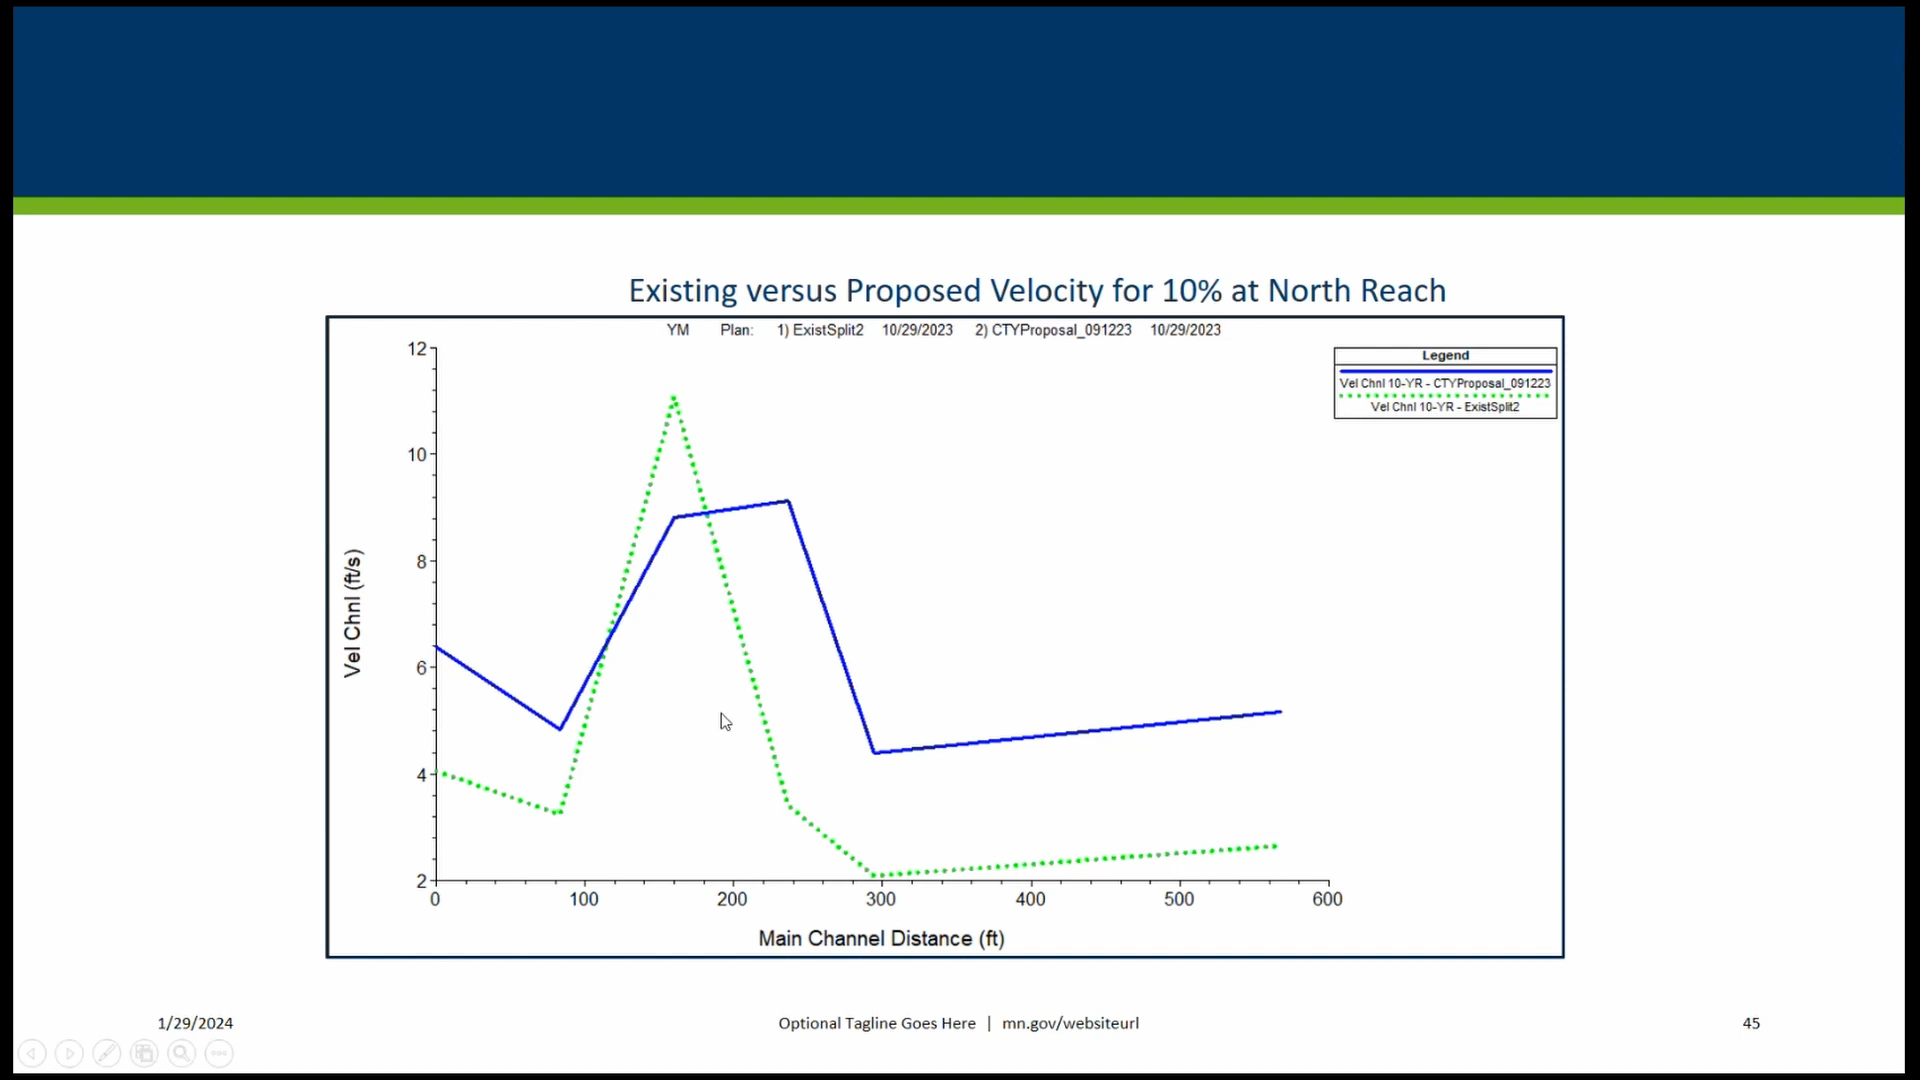 Existing versus Proposed Velocity for 10% at North Reach
YM Plan: 1) ExistSplit2 10/29/2023 2) CTYProposal_091223 10/29/2023
Legend
Vel Chnl 10-YR - CTYProposal_091223
Vel Chnl 10-YR - ExistSplit2
12
10
8
6
4
2
Vel Chnl (ft/s)
0 100 200 300 400 500 600
Main Channel Distance (ft)
1/29/2024 Optional Tagline Goes Here | mn.gov/websiteurl 45